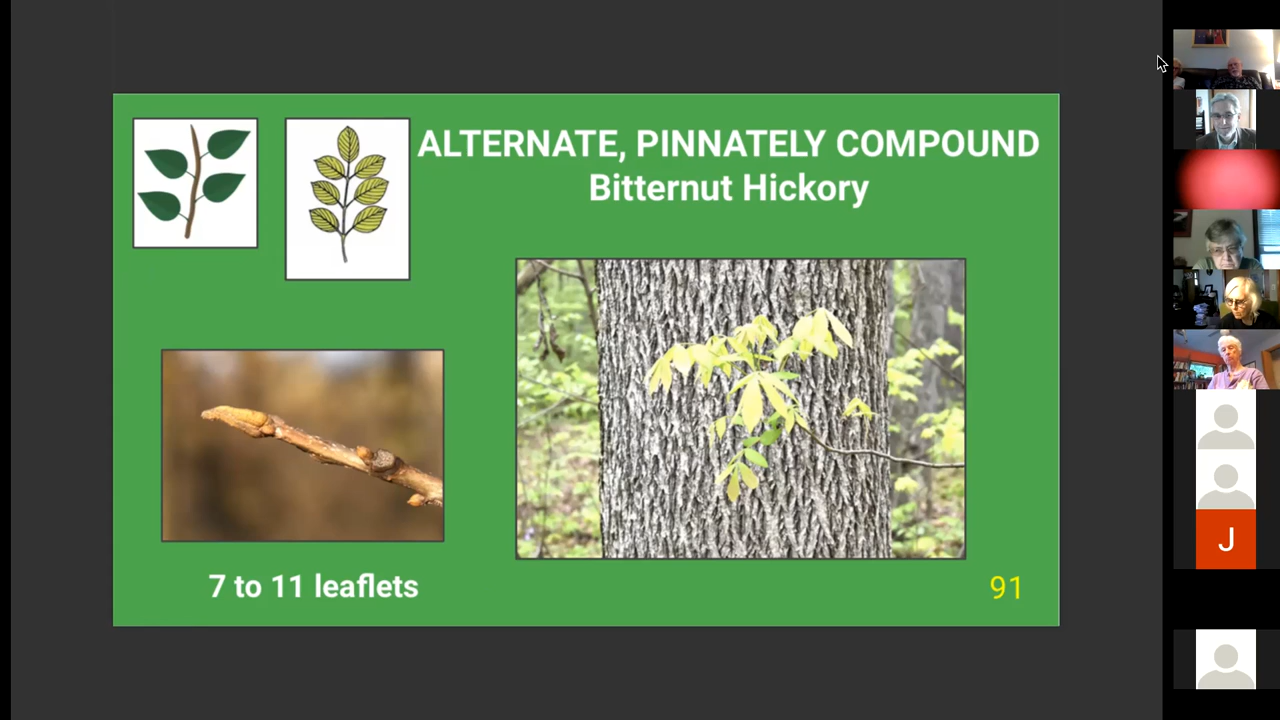 ALTERNATE, PINNATELY COMPOUND
Bitternut Hickory
7 to 11 leaflets
91
J